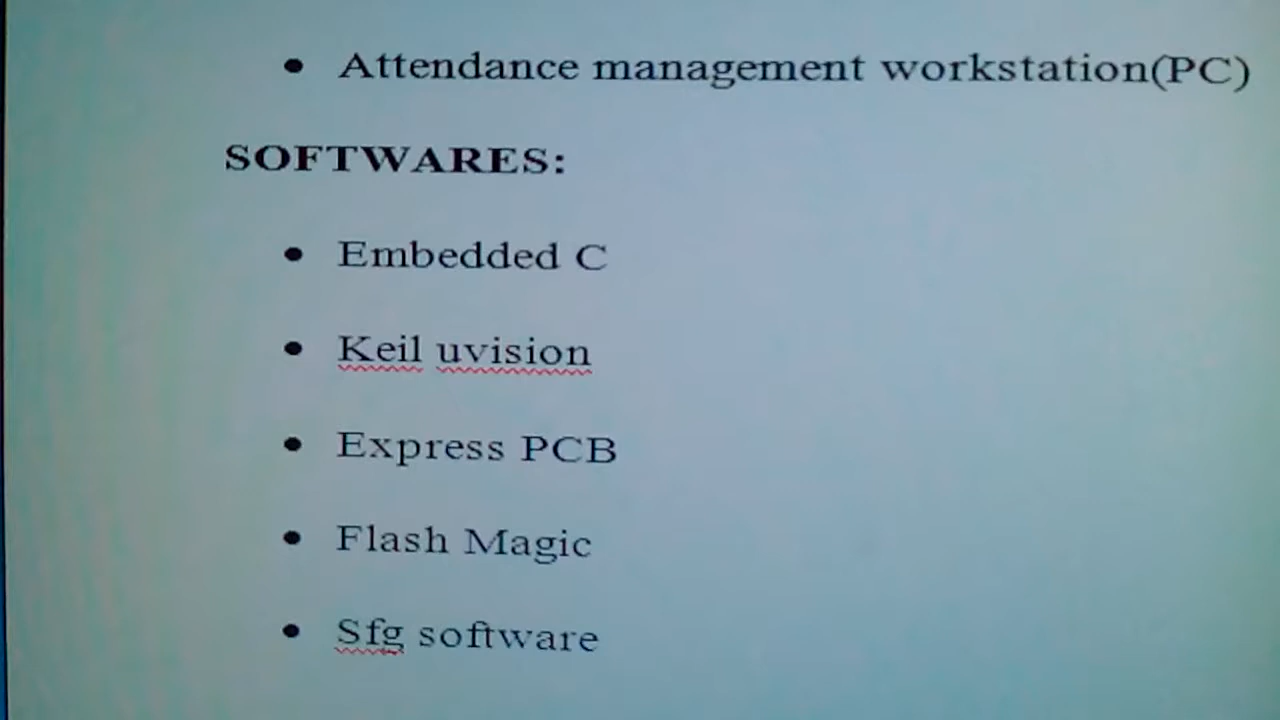 • Attendance management workstation(PC)
SOFTWARES:
• Embedded C
• Keil uvision
• Express PCB
• Flash Magic
• Sfg software